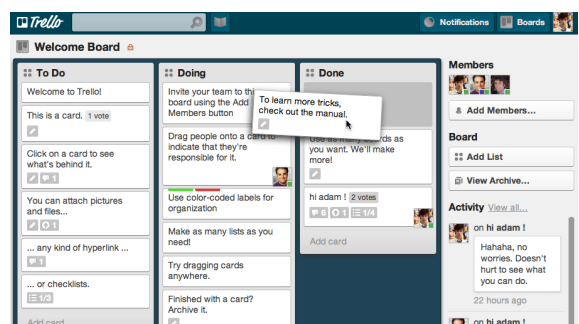 Trello
Notifications
Boards
Welcome Board
To Do
Welcome to Trello!
This is a card. 1 vote
Click on a card to see
what's behind it.
1
You can attach pictures
and files...
1
... any kind of hyperlink ...
1
... or checklists.
1/3
Add card
Doing
Invite your team to this
board using the Add
Members button
Drag people onto a card to
indicate that they're
responsible for it.
Use color-coded labels for
organization
Make as many lists as you
need!
Try dragging cards
anywhere.
Finished with a card?
Archive it.
Done
To learn more tricks,
check out the manual.
Use as many boards as
you want. We'll make
more!
hi adam ! 2 votes
6 1 1/4
Add card
Members
Add Members...
Board
Add List
View Archive...
Activity View all...
on hi adam !
Hahaha, no
worries. Doesn't
hurt to see what
you can do.
22 hours ago
on hi adam !